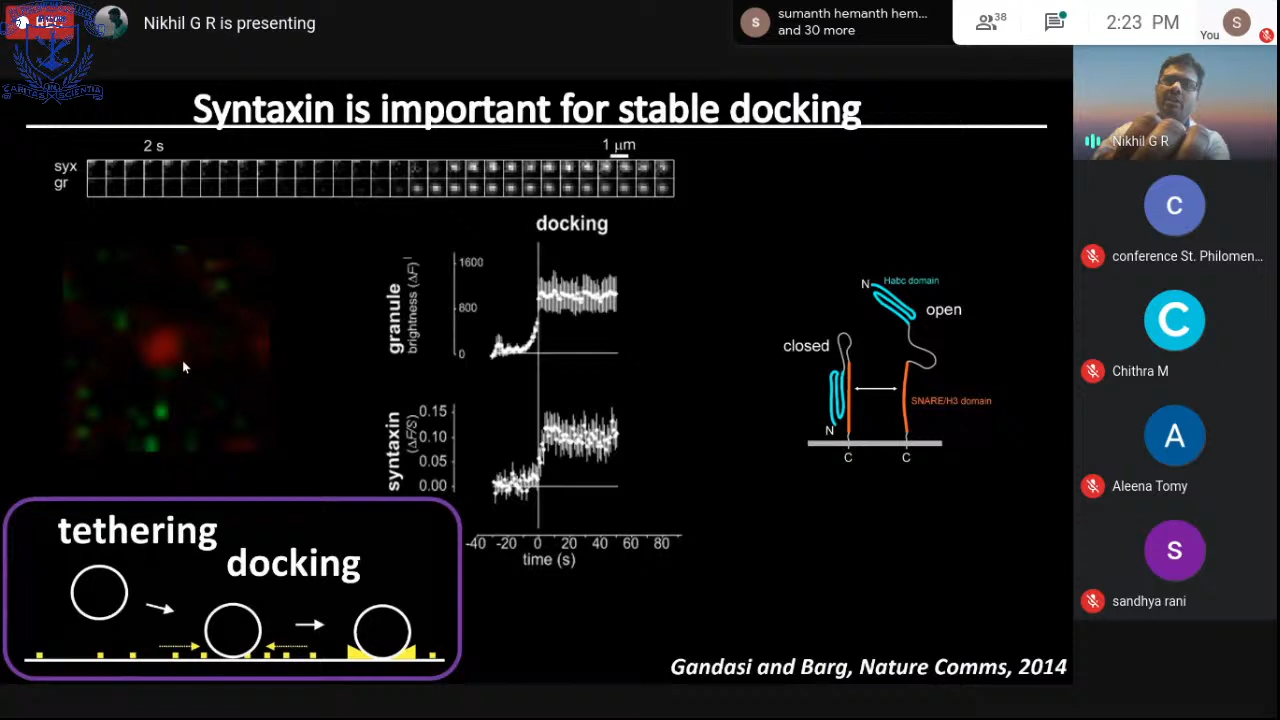 Nikhil G R is presenting
sumanth hemanth hem...
and 30 more
38
2:23 PM
You
S
S
CARITAS SCIENTIA
Syntaxin is important for stable docking
2 s
1 μm
syx
gr
docking
granule
brightness (ΔF)
1600
800
0
syntaxin
(ΔF/S)
0.15
0.10
0.05
0.00
-40 -20 0 20 40 60 80
time (s)
N
Habc domain
open
closed
SNARE/H3 domain
N
C
C
tethering
docking
Gandasi and Barg, Nature Comms, 2014
Nikhil G R
C
conference St. Philomen...
C
Chithra M
A
Aleena Tomy
S
sandhya rani